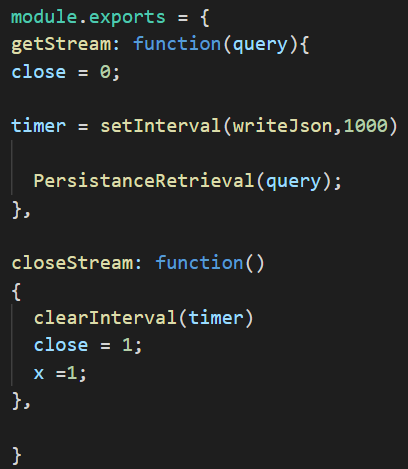 module.exports = {
getStream: function(query){
close = 0;
timer = setInterval(writeJson,1000)
PersistanceRetrieval(query);
},
closeStream: function()
{
clearInterval(timer)
close = 1;
x =1;
},
}